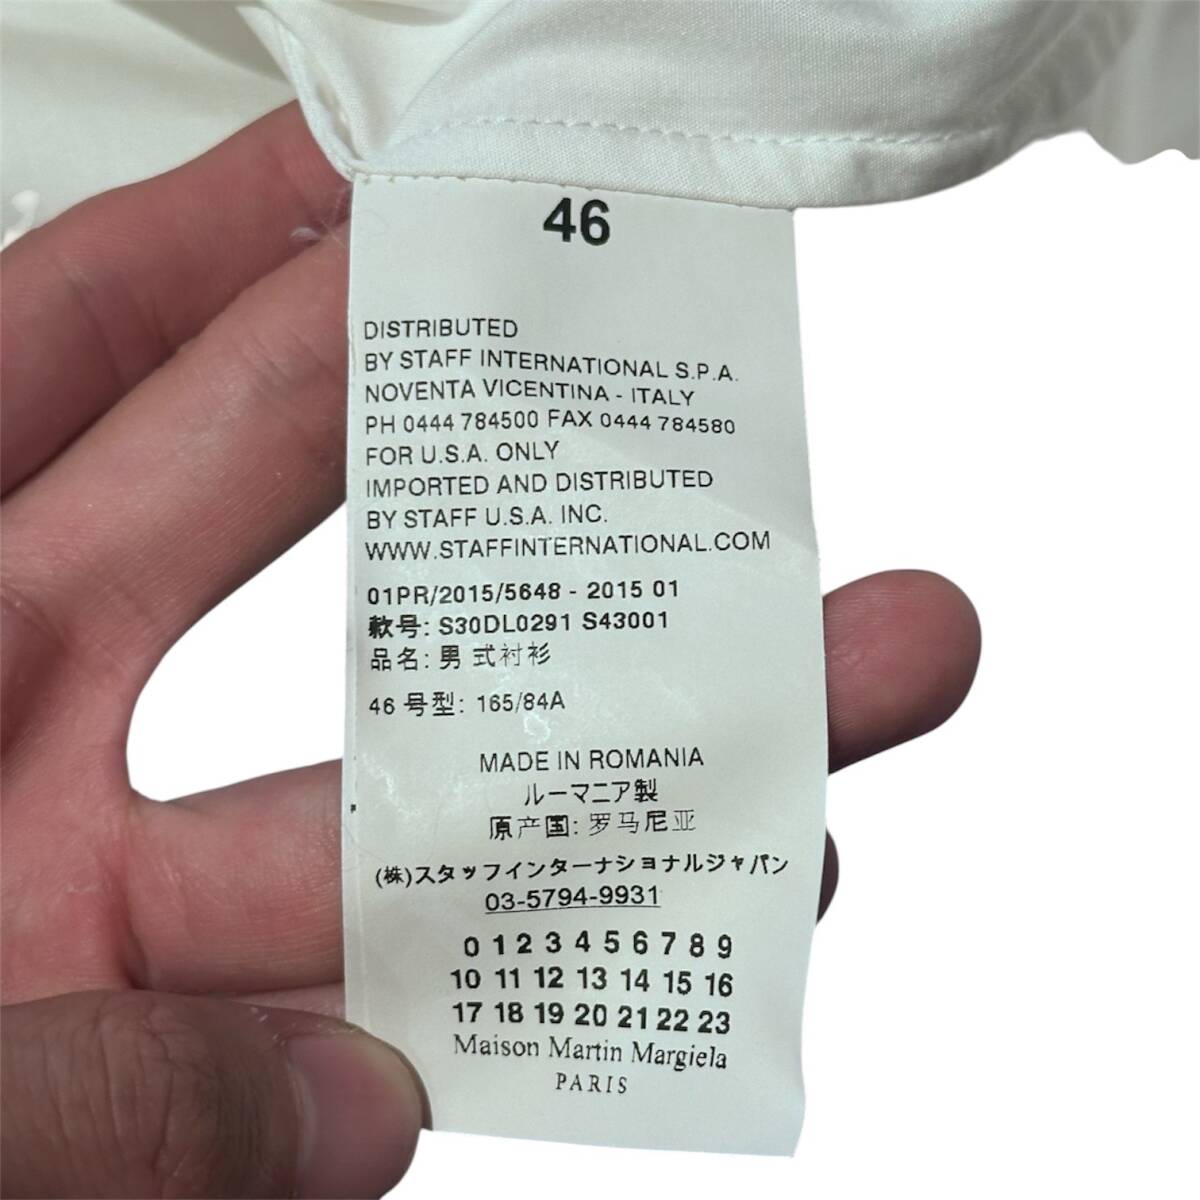 46
DISTRIBUTED
BY STAFF INTERNATIONAL S.P.A.
NOVENTA VICENTINA - ITALY
PH 0444 784500 FAX 0444 784580
FOR U.S.A. ONLY
IMPORTED AND DISTRIBUTED
BY STAFF U.S.A. INC.
WWW.STAFFINTERNATIONAL.COM
01PR/2015/5648 - 2015 01
款号: S30DL0291 S43001
品名: 男式衬衫
46 号型: 165/84A
MADE IN ROMANIA
ルーマニア製
原产国: 罗马尼亚
(株)スタッフインターナショナルジャパン
03-5794-9931
0 1 2 3 4 5 6 7 8 9
10 11 12 13 14 15 16
17 18 19 20 21 22 23
Maison Martin Margiela
PARIS